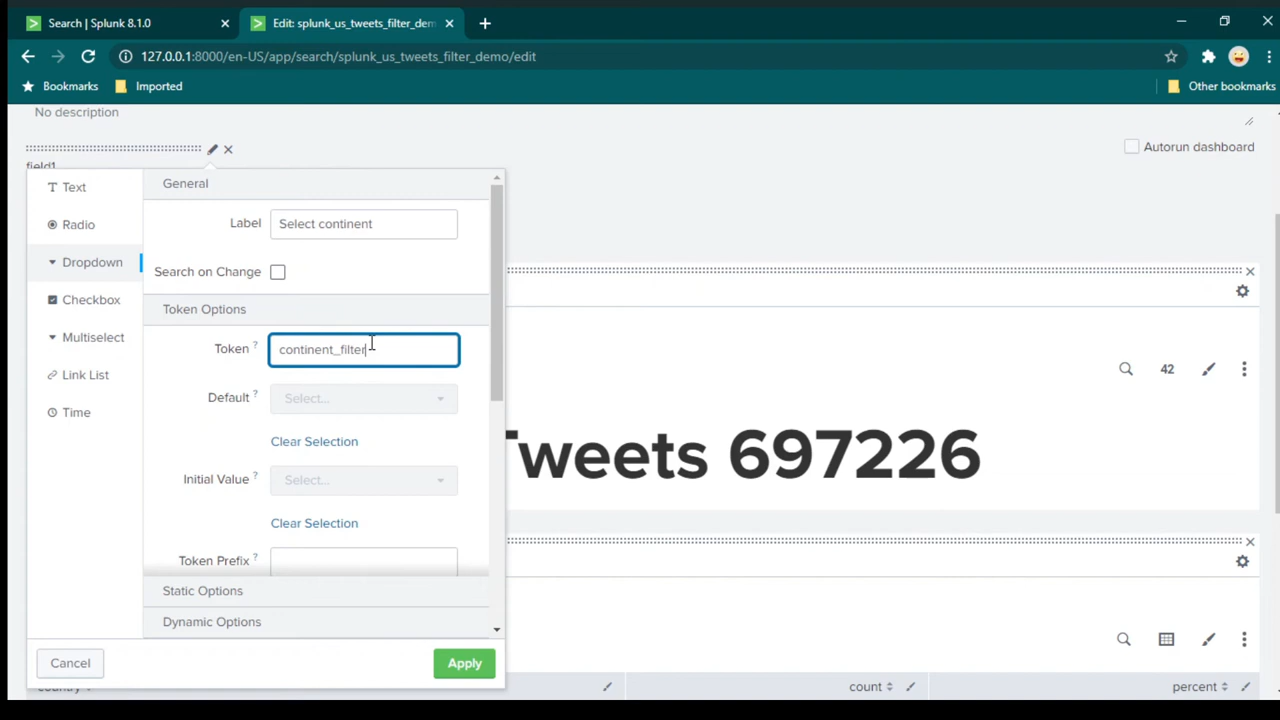 Search | Splunk 8.1.0
Edit: splunk_us_tweets_filter_dem
127.0.0.1:8000/en-US/app/search/splunk_us_tweets_filter_demo/edit
Bookmarks
Imported
Other bookmarks
No description
Autorun dashboard
field1
Text
Radio
Dropdown
Checkbox
Multiselect
Link List
Time
General
Label
Select continent
Search on Change
Token Options
Token ?
continent_filter
Default ?
Select...
Clear Selection
Initial Value ?
Select...
Clear Selection
Token Prefix ?
Static Options
Dynamic Options
Cancel
Apply
42
Tweets 697226
country
count
percent